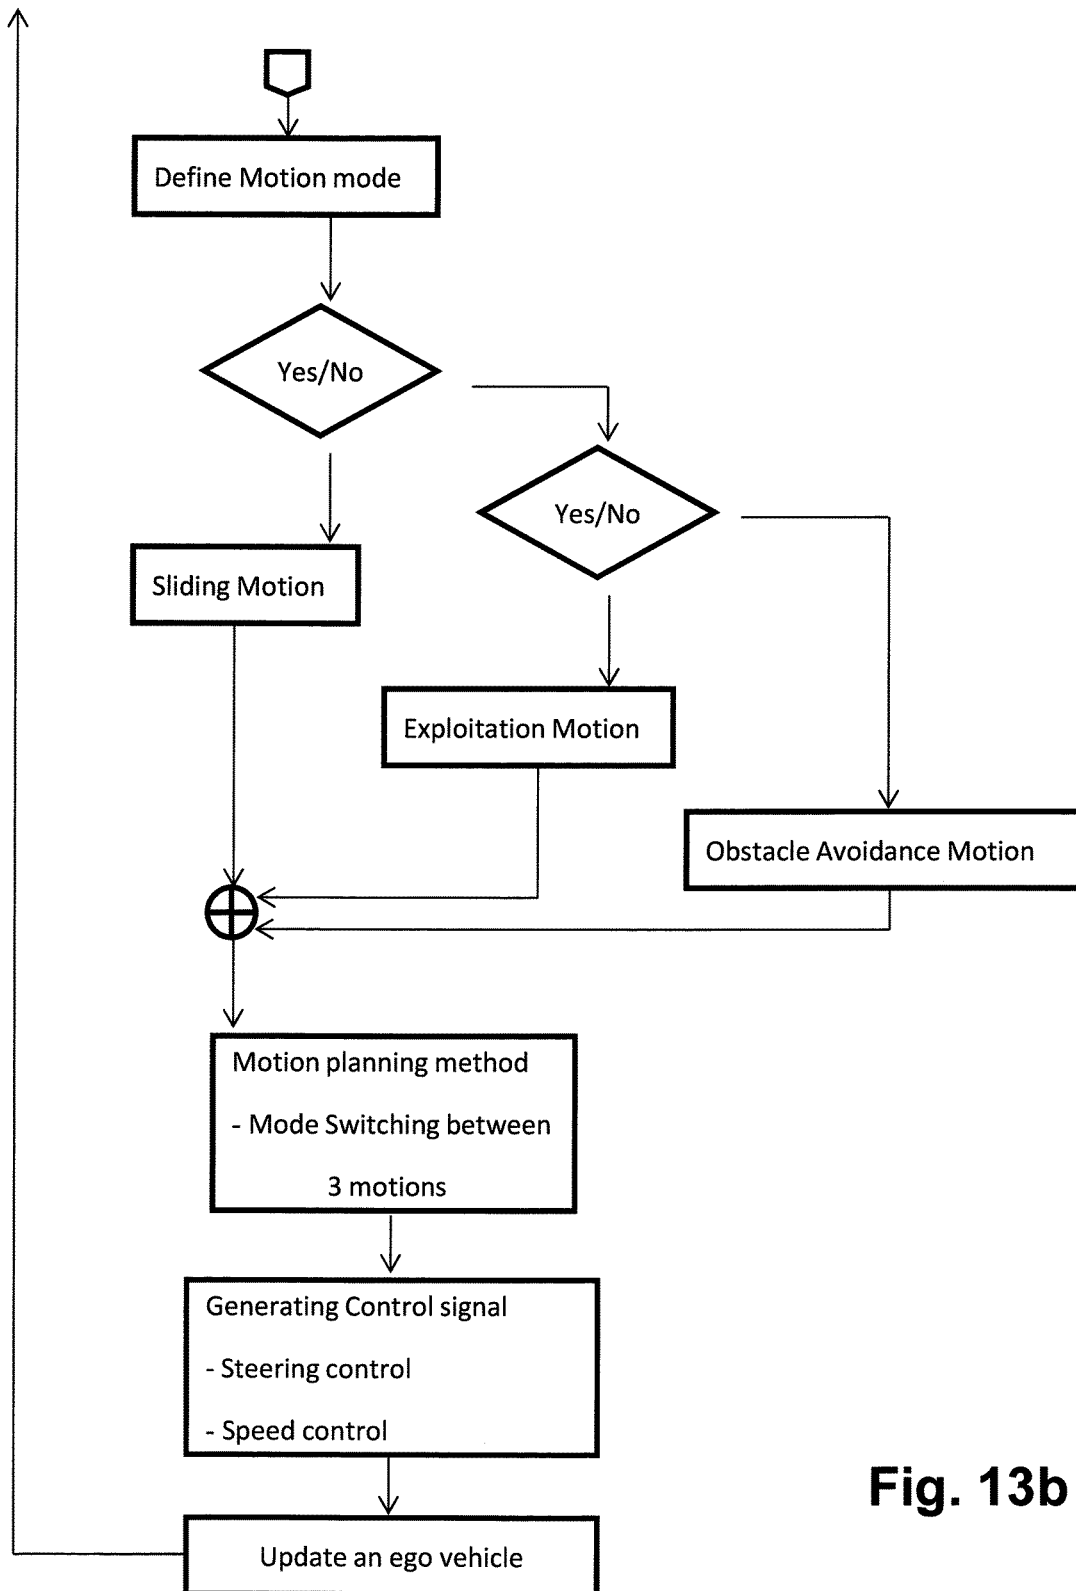 Define Motion mode
Yes/No
Yes/No
Sliding Motion
Exploitation Motion
Obstacle Avoidance Motion
Motion planning method
- Mode Switching between
3 motions
Generating Control signal
- Steering control
- Speed control
Update an ego vehicle
Fig. 13b